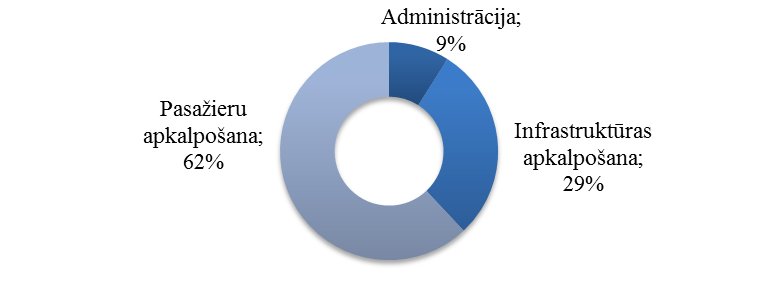 Administrācija;
9%
Infrastruktūras
apkalpošana;
29%
Pasažieru
apkalpošana;
62%